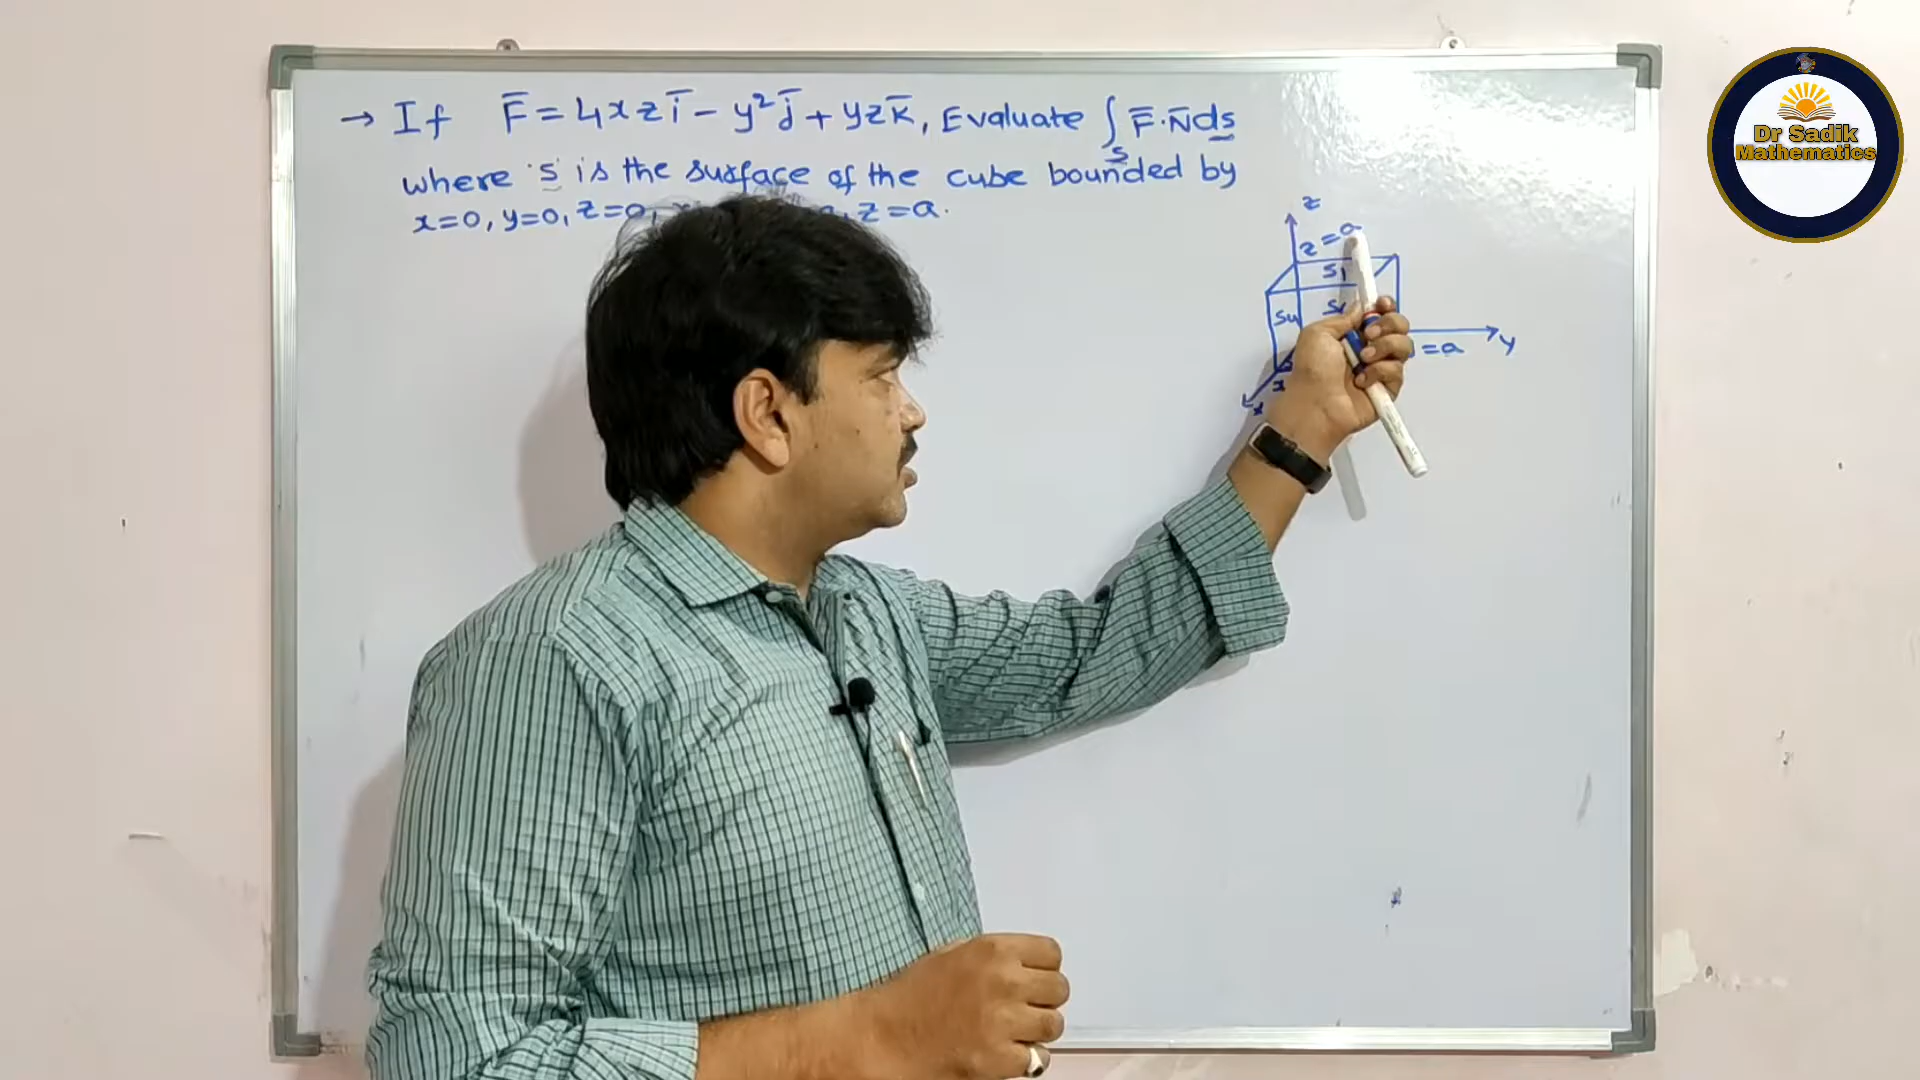 → If F̅ = 4xz i̅ - y² j̅ + yz k̅, Evaluate ∫ₛ F̅·N̅ ds
where 'S' is the surface of the cube bounded by
x=0, y=0, z=0, z=a.
z
z=a
S1
S4
=a
y
x
x
Dr Sadik
Mathematics